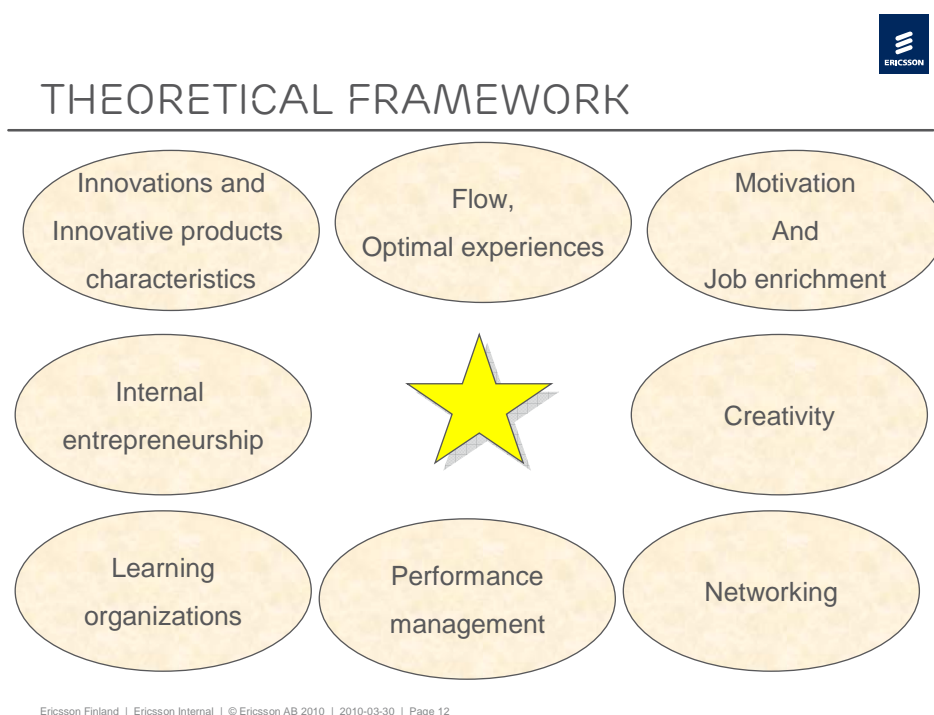 ERICSSON
THEORETICAL FRAMEWORK
Innovations and
Innovative products
characteristics
Flow,
Optimal experiences
Motivation
And
Job enrichment
Internal
entrepreneurship
Creativity
Learning
organizations
Performance
management
Networking
Ericsson Finland | Ericsson Internal | © Ericsson AB 2010 | 2010-03-30 | Page 12